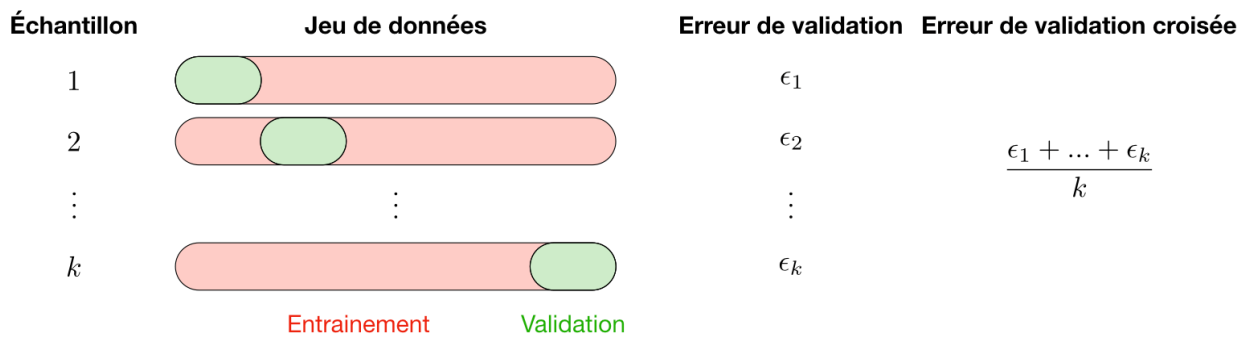 Échantillon Jeu de données Erreur de validation Erreur de validation croisée
1 ϵ₁
2 ϵ₂
⋮ ⋮ ⋮
k ϵₖ
ϵ₁ + ... + ϵₖ
k
Entrainement Validation